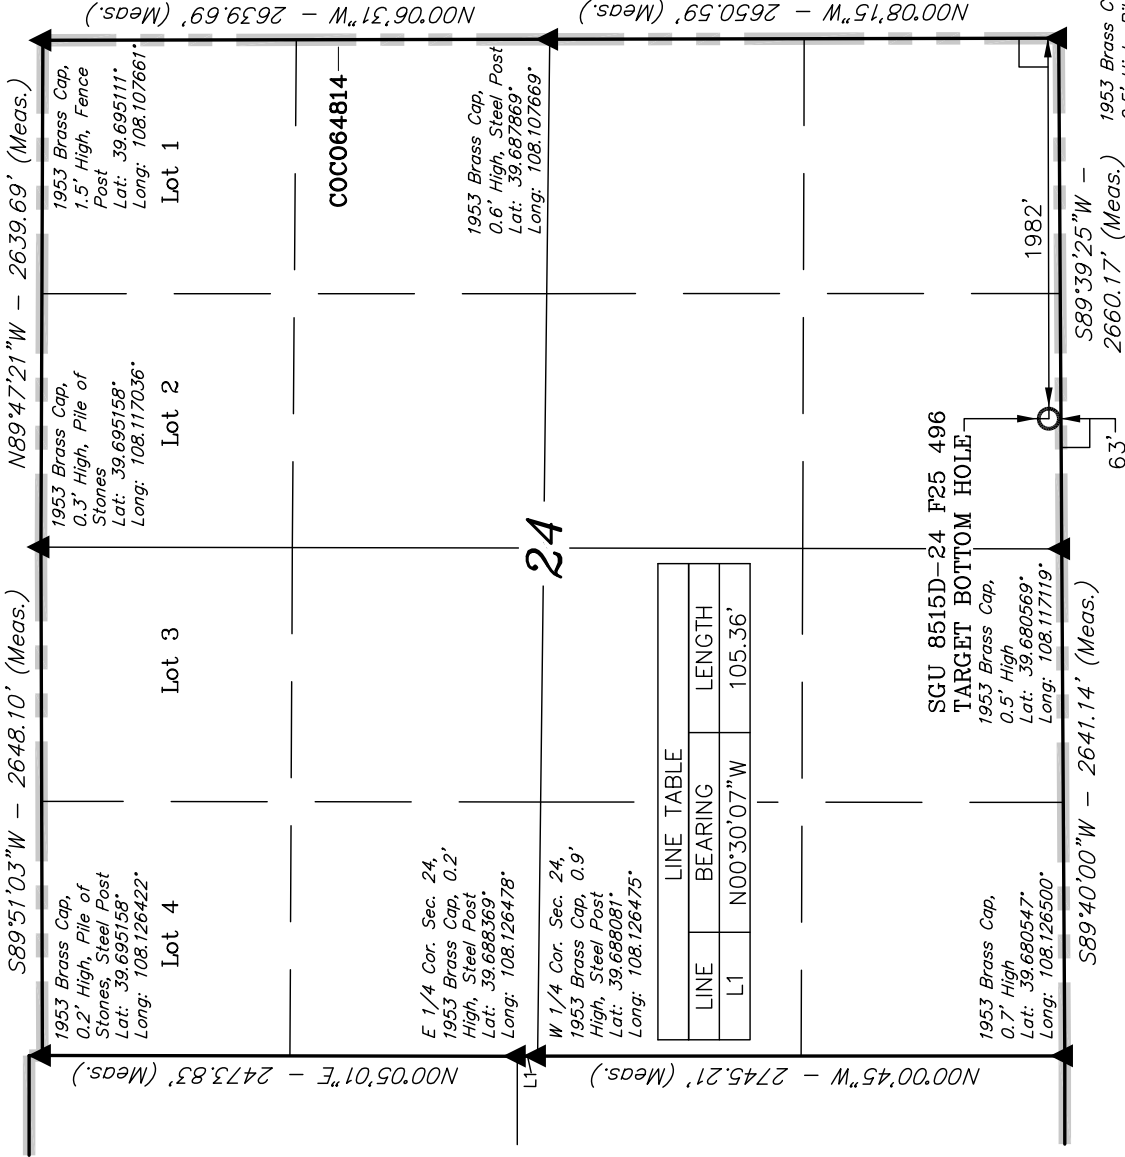 S89°51'03"W - 2648.10' (Meas.)
N89°47'21"W - 2639.69' (Meas.)
1953 Brass Cap,
0.2' High, Pile of
Stones, Steel Post
Lat: 39.695158°
Long: 108.126422°
Lot 4
Lot 3
1953 Brass Cap,
0.3' High, Pile of
Stones
Lat: 39.695158°
Long: 108.117036°
Lot 2
1953 Brass Cap,
1.5' High, Fence
Post
Lat: 39.695111°
Long: 108.107661°
Lot 1
N00°06'31"W - 2639.69' (Meas.)
N00°05'01"E - 2473.83' (Meas.)
COC064814
E 1/4 Cor. Sec. 24,
1953 Brass Cap, 0.2'
High, Steel Post
Lat: 39.688369°
Long: 108.126478°
1953 Brass Cap,
0.6' High, Steel Post
Lat: 39.687869°
Long: 108.107669°
L1
24
W 1/4 Cor. Sec. 24,
1953 Brass Cap, 0.9'
High, Steel Post
Lat: 39.688081°
Long: 108.126475°
N00°00'45"W - 2745.21' (Meas.)
N00°08'15"W - 2650.59' (Meas.)
LINE TABLE
LINE BEARING LENGTH
L1 N00°30'07"W 105.36'
SGU 8515D-24 F25 496
TARGET BOTTOM HOLE
1953 Brass Cap,
0.7' High
Lat: 39.680547°
Long: 108.126500°
1953 Brass Cap,
0.5' High
Lat: 39.680569°
Long: 108.117119°
1982'
63'
S89°40'00"W - 2641.14' (Meas.)
S89°39'25"W -
2660.17' (Meas.)
1953 Brass